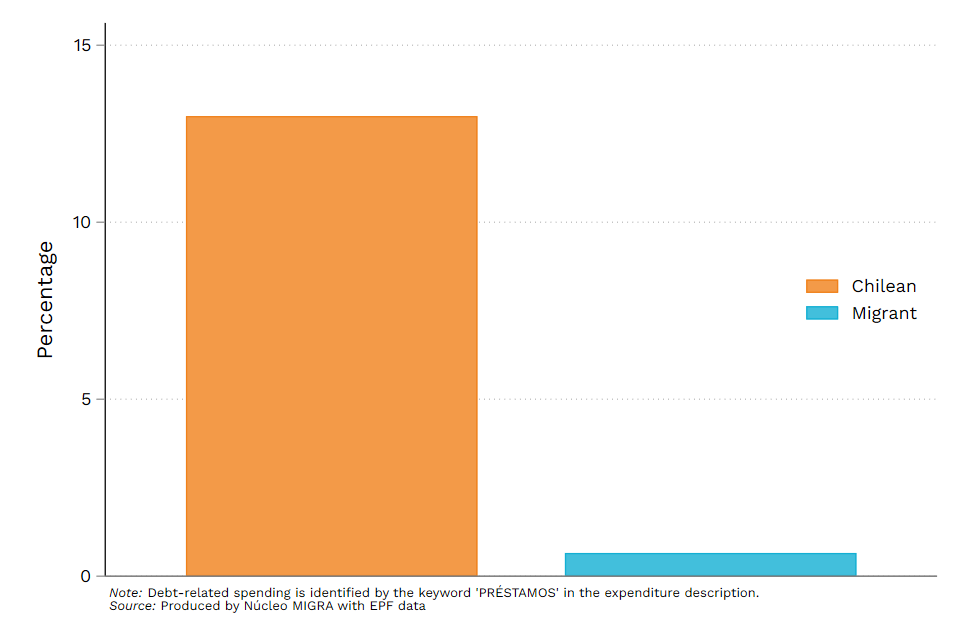 15
10
5
0
Percentage
Chilean
Migrant
Note: Debt-related spending is identified by the keyword 'PRÉSTAMOS' in the expenditure description.
Source: Produced by Núcleo MIGRA with EPF data